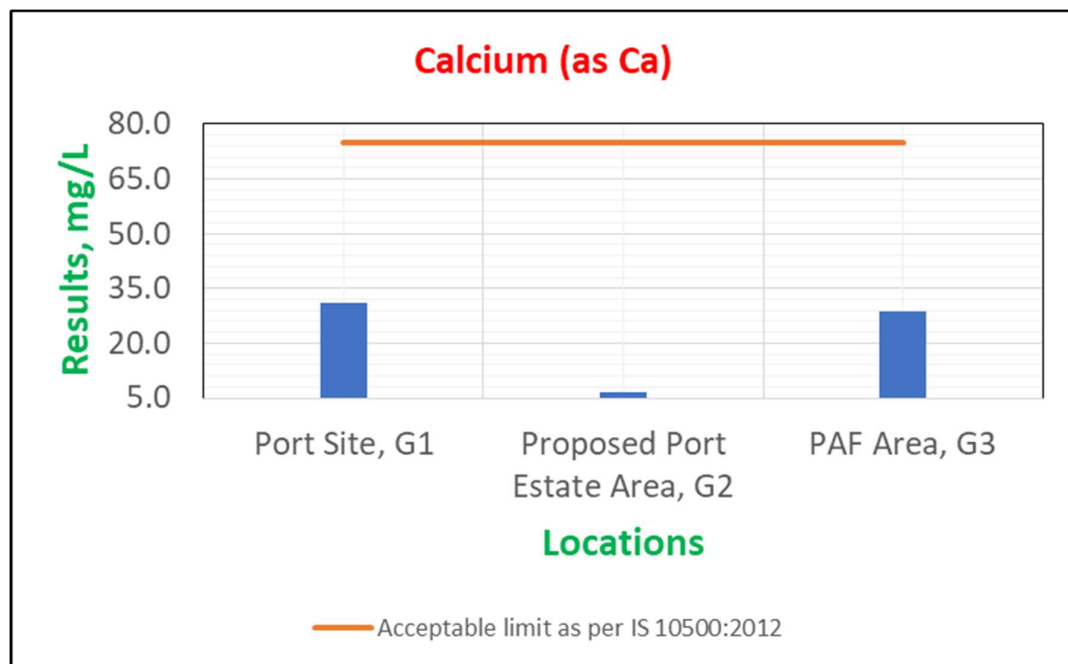 Calcium (as Ca)
Results, mg/L
80.0
65.0
50.0
35.0
20.0
5.0
Port Site, G1
Proposed Port
Estate Area, G2
PAF Area, G3
Locations
Acceptable limit as per IS 10500:2012